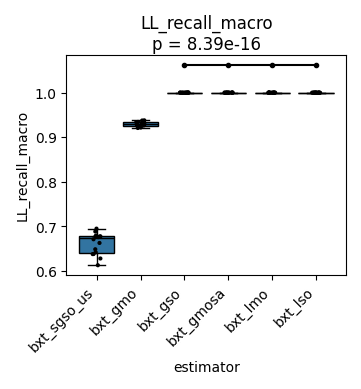 LL_recall_macro
p = 8.39e-16
LL_recall_macro
1.0
0.9
0.8
0.7
0.6
bxt_sgso_us
bxt_gmo
bxt_gso
bxt_gmosa
bxt_lmo
bxt_lso
estimator